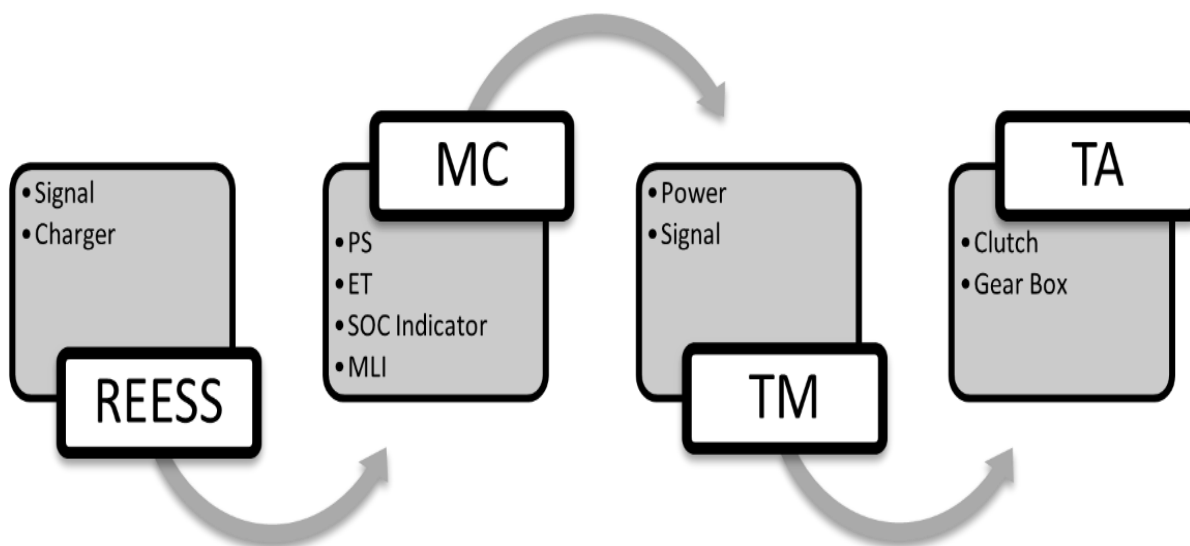 • Signal
• Charger
REESS
MC
• PS
• ET
• SOC Indicator
• MLI
• Power
• Signal
TM
TA
• Clutch
• Gear Box